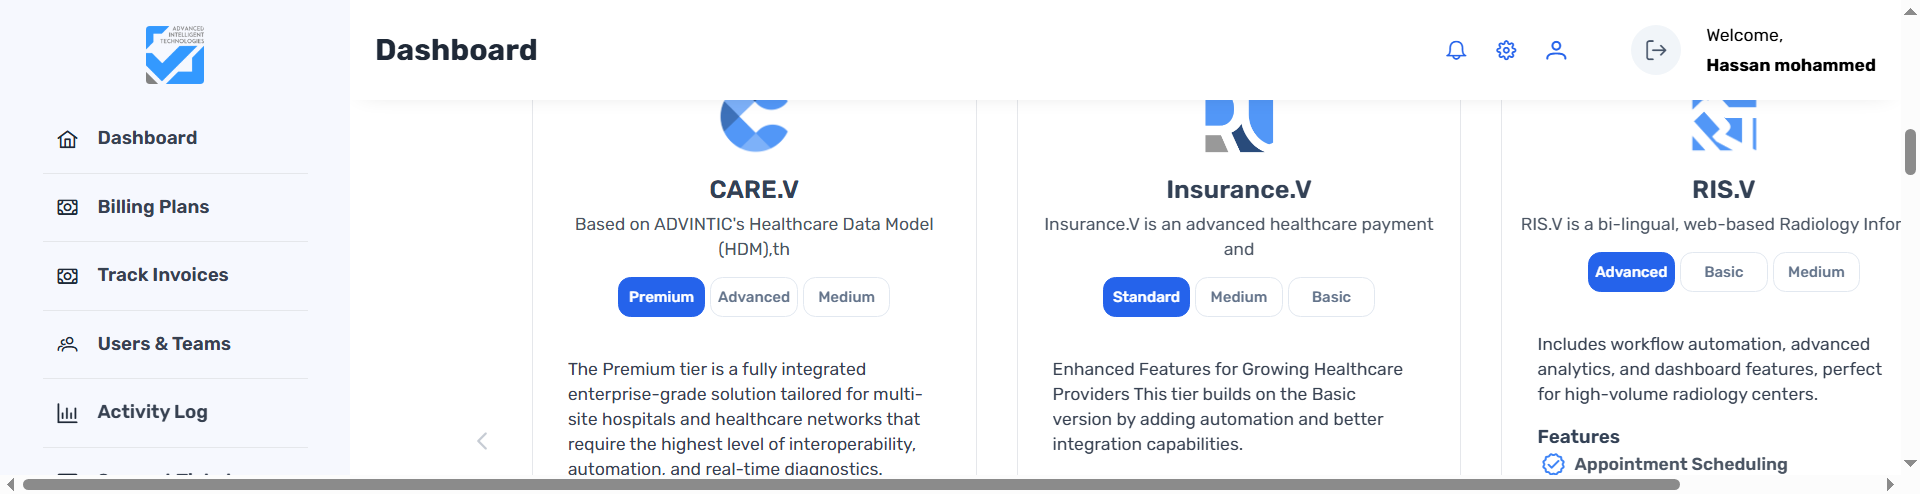 ADVANCED
INTELLIGENT
TECHNOLOGIES
Dashboard
Billing Plans
Track Invoices
Users & Teams
Activity Log
Dashboard
Welcome,
Hassan mohammed
CARE.V
Based on ADVINTIC's Healthcare Data Model
(HDM),th
Premium
Advanced
Medium
The Premium tier is a fully integrated
enterprise-grade solution tailored for multi-
site hospitals and healthcare networks that
require the highest level of interoperability,
automation, and real-time diagnostics.
Insurance.V
Insurance.V is an advanced healthcare payment
and
Standard
Medium
Basic
Enhanced Features for Growing Healthcare
Providers This tier builds on the Basic
version by adding automation and better
integration capabilities.
RIS.V
RIS.V is a bi-lingual, web-based Radiology Infor
Advanced
Basic
Medium
Includes workflow automation, advanced
analytics, and dashboard features, perfect
for high-volume radiology centers.
Features
Appointment Scheduling